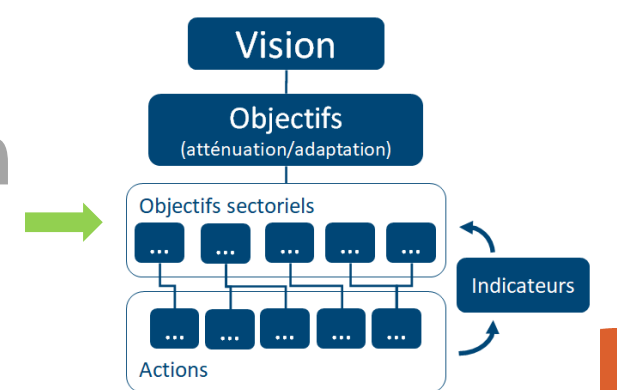 Vision
Objectifs
(atténuation/adaptation)
Objectifs sectoriels
... ... ... ... ...
Indicateurs
... ... ... ... ...
Actions